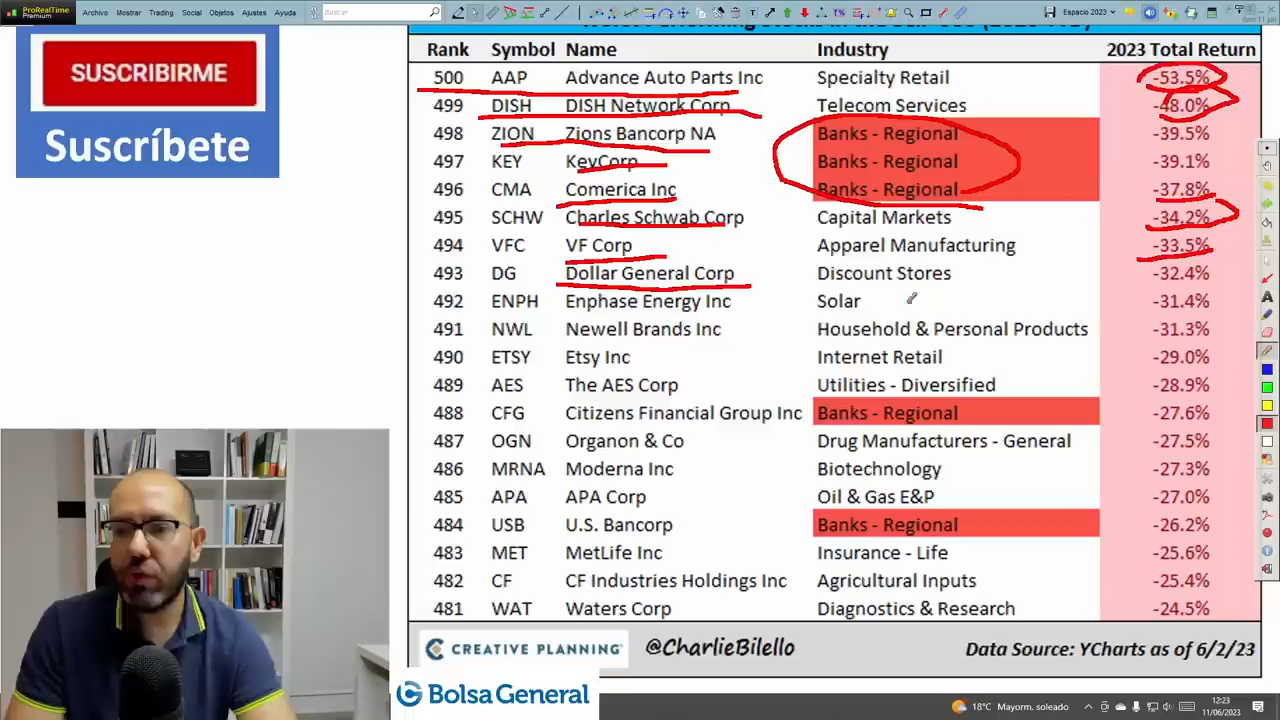 ProRealTime
Premium
Archivo Mostrar Trading Social Objetos Ajustes Ayuda
Buscar
Espacio 2023
SUSCRIBIRME
Suscríbete
Rank Symbol Name Industry 2023 Total Return
500 AAP Advance Auto Parts Inc Specialty Retail -53.5%
499 DISH DISH Network Corp Telecom Services -48.0%
498 ZION Zions Bancorp NA Banks - Regional -39.5%
497 KEY KeyCorp Banks - Regional -39.1%
496 CMA Comerica Inc Banks - Regional -37.8%
495 SCHW Charles Schwab Corp Capital Markets -34.2%
494 VFC VF Corp Apparel Manufacturing -33.5%
493 DG Dollar General Corp Discount Stores -32.4%
492 ENPH Enphase Energy Inc Solar -31.4%
491 NWL Newell Brands Inc Household & Personal Products -31.3%
490 ETSY Etsy Inc Internet Retail -29.0%
489 AES The AES Corp Utilities - Diversified -28.9%
488 CFG Citizens Financial Group Inc Banks - Regional -27.6%
487 OGN Organon & Co Drug Manufacturers - General -27.5%
486 MRNA Moderna Inc Biotechnology -27.3%
485 APA APA Corp Oil & Gas E&P -27.0%
484 USB U.S. Bancorp Banks - Regional -26.2%
483 MET MetLife Inc Insurance - Life -25.6%
482 CF CF Industries Holdings Inc Agricultural Inputs -25.4%
481 WAT Waters Corp Diagnostics & Research -24.5%
CREATIVE PLANNING @CharlieBilello Data Source: YCharts as of 6/2/23
Bolsa General
18°C Mayorm. soleado
12:23
11/06/2023